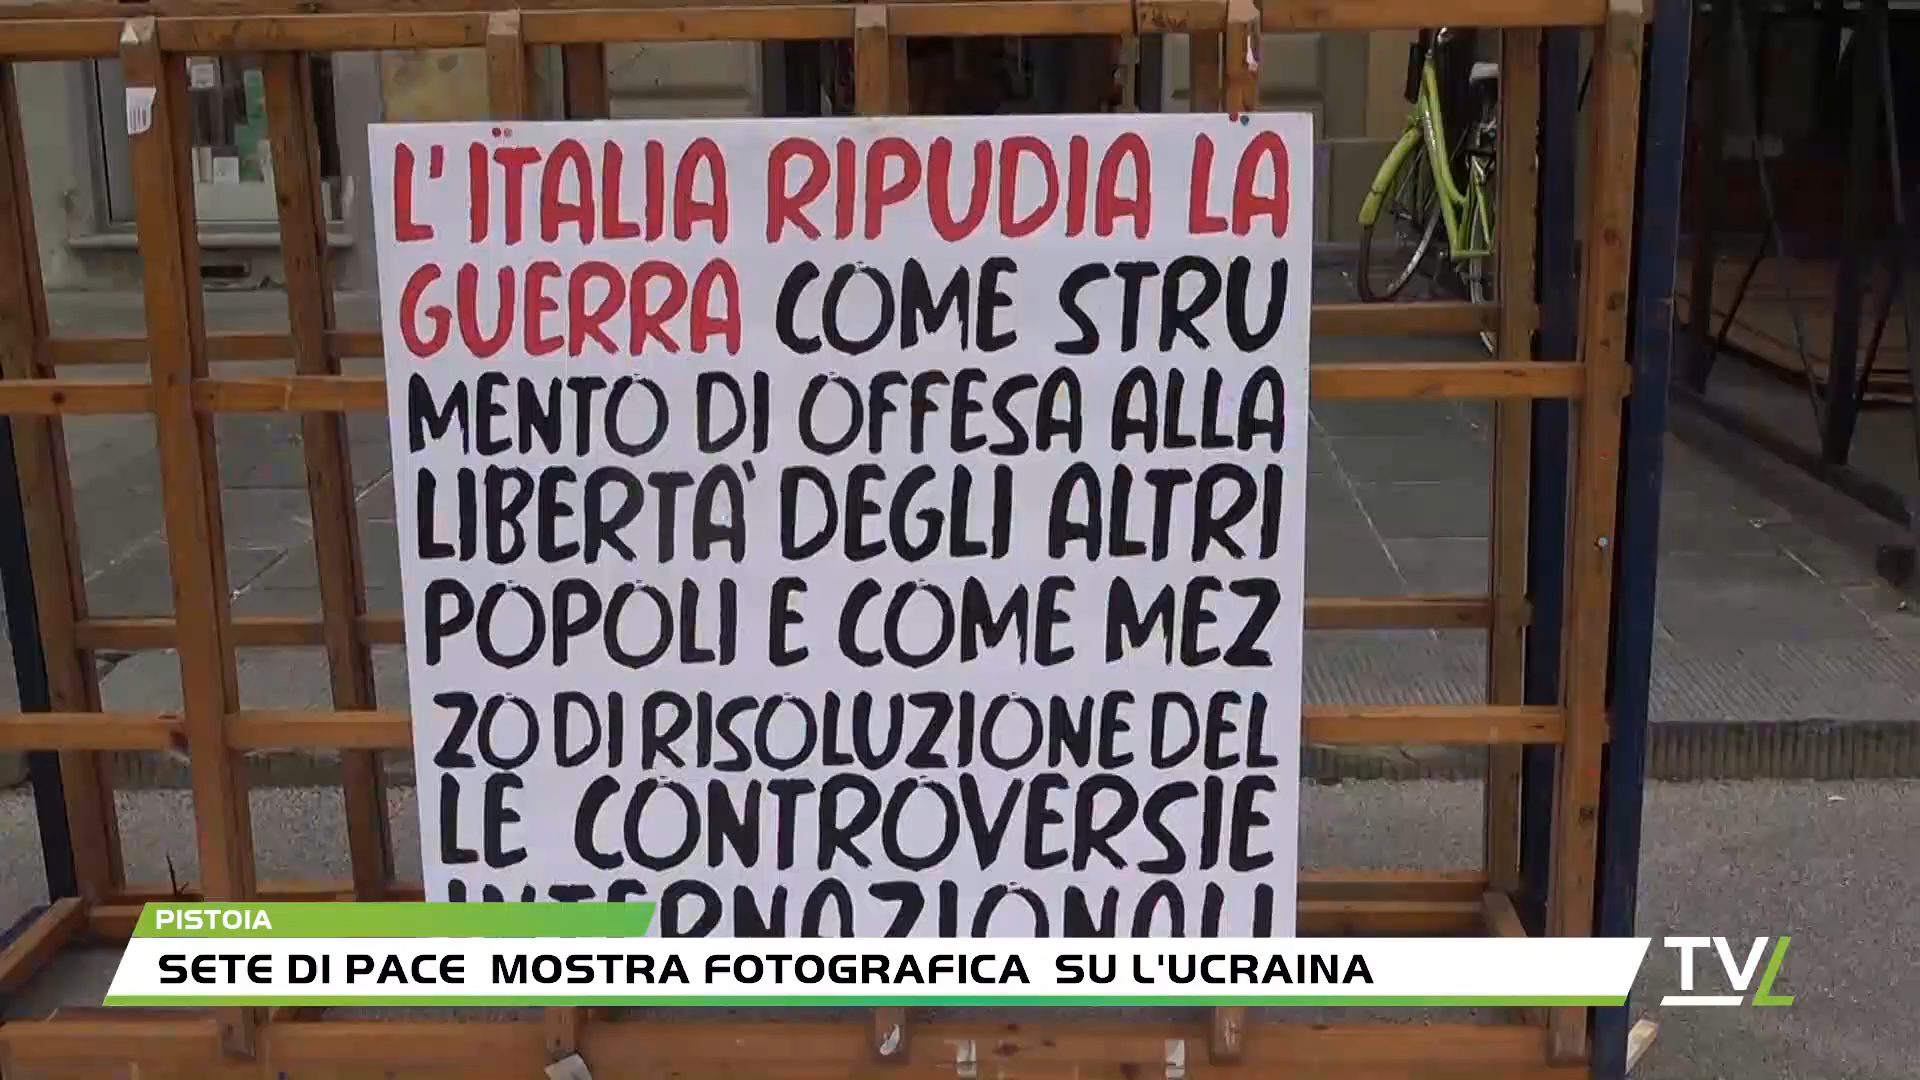 L'ITALIA RIPUDIA LA
GUERRA COME STRU
MENTO DI OFFESA ALLA
LIBERTA' DEGLI ALTRI
POPOLI E COME MEZ
ZO DI RISOLUZIONE DEL
LE CONTROVERSIE
INTERNAZIONALI
PISTOIA
SETE DI PACE MOSTRA FOTOGRAFICA SU L'UCRAINA
TVL